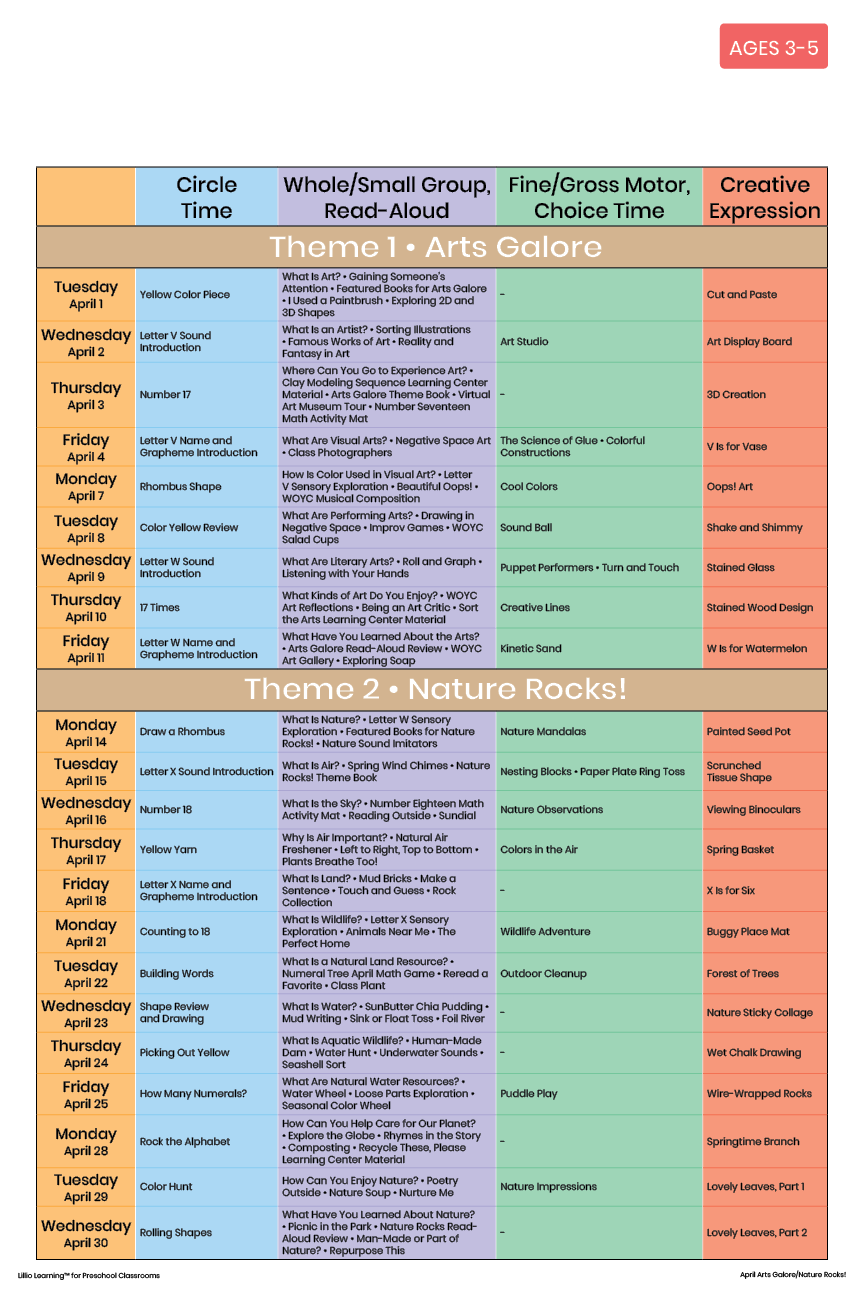 AGES 3-5
Circle
Time
Whole/Small Group,
Read-Aloud
Fine/Gross Motor,
Choice Time
Creative
Expression
Theme 1 • Arts Galore
Tuesday
April 1
Yellow Color Piece
What Is Art? • Gaining Someone's
Attention • Featured Books for Arts Galore
• I Used a Paintbrush • Exploring 2D and
3D Shapes
-
Cut and Paste
Wednesday
April 2
Letter V Sound
Introduction
What Is an Artist? • Sorting Illustrations
• Famous Works of Art • Reality and
Fantasy in Art
Art Studio
Art Display Board
Thursday
April 3
Number 17
Where Can You Go to Experience Art? •
Clay Modeling Sequence Learning Center
Material • Arts Galore Theme Book • Virtual
Art Museum Tour • Number Seventeen
Math Activity Mat
-
3D Creation
Friday
April 4
Letter V Name and
Grapheme Introduction
What Are Visual Arts? • Negative Space Art
• Class Photographers
The Science of Glue • Colorful
Constructions
V Is for Vase
Monday
April 7
Rhombus Shape
How Is Color Used in Visual Art? • Letter
V Sensory Exploration • Beautiful Oops! •
WOYC Musical Composition
Cool Colors
Oops! Art
Tuesday
April 8
Color Yellow Review
What Are Performing Arts? • Drawing in
Negative Space • Improv Games • WOYC
Salad Cups
Sound Ball
Shake and Shimmy
Wednesday
April 9
Letter W Sound
Introduction
What Are Literary Arts? • Roll and Graph •
Listening with Your Hands
Puppet Performers • Turn and Touch
Stained Glass
Thursday
April 10
17 Times
What Kinds of Art Do You Enjoy? • WOYC
Art Reflections • Being an Art Critic • Sort
the Arts Learning Center Material
Creative Lines
Stained Wood Design
Friday
April 11
Letter W Name and
Grapheme Introduction
What Have You Learned About the Arts?
• Arts Galore Read-Aloud Review • WOYC
Art Gallery • Exploring Soap
Kinetic Sand
W Is for Watermelon
Theme 2 • Nature Rocks!
Monday
April 14
Draw a Rhombus
What Is Nature? • Letter W Sensory
Exploration • Featured Books for Nature
Rocks! • Nature Sound Imitators
Nature Mandalas
Painted Seed Pot
Tuesday
April 15
Letter X Sound Introduction
What Is Air? • Spring Wind Chimes • Nature
Rocks! Theme Book
Nesting Blocks • Paper Plate Ring Toss
Scrunched
Tissue Shape
Wednesday
April 16
Number 18
What Is the Sky? • Number Eighteen Math
Activity Mat • Reading Outside • Sundial
Nature Observations
Viewing Binoculars
Thursday
April 17
Yellow Yarn
Why Is Air Important? • Natural Air
Freshener • Left to Right, Top to Bottom •
Plants Breathe Too!
Colors in the Air
Spring Basket
Friday
April 18
Letter X Name and
Grapheme Introduction
What Is Land? • Mud Bricks • Make a
Sentence • Touch and Guess • Rock
Collection
-
X Is for Six
Monday
April 21
Counting to 18
What Is Wildlife? • Letter X Sensory
Exploration • Animals Near Me • The
Perfect Home
Wildlife Adventure
Buggy Place Mat
Tuesday
April 22
Building Words
What Is a Natural Land Resource? •
Numeral Tree April Math Game • Reread a
Favorite • Class Plant
Outdoor Cleanup
Forest of Trees
Wednesday
April 23
Shape Review
and Drawing
What Is Water? • SunButter Chia Pudding •
Mud Writing • Sink or Float Toss • Foil River
-
Nature Sticky Collage
Thursday
April 24
Picking Out Yellow
What Is Aquatic Wildlife? • Human-Made
Dam • Water Hunt • Underwater Sounds •
Seashell Sort
-
Wet Chalk Drawing
Friday
April 25
How Many Numerals?
What Are Natural Water Resources? •
Water Wheel • Loose Parts Exploration •
Seasonal Color Wheel
Puddle Play
Wire-Wrapped Rocks
Monday
April 28
Rock the Alphabet
How Can You Help Care for Our Planet?
• Explore the Globe • Rhymes in the Story
• Composting • Recycle These, Please
Learning Center Material
-
Springtime Branch
Tuesday
April 29
Color Hunt
How Can You Enjoy Nature? • Poetry
Outside • Nature Soup • Nurture Me
Nature Impressions
Lovely Leaves, Part 1
Wednesday
April 30
Rolling Shapes
What Have You Learned About Nature?
• Picnic in the Park • Nature Rocks Read-
Aloud Review • Man-Made or Part of
Nature? • Repurpose This
-
Lovely Leaves, Part 2
Lillio Learning™ for Preschool Classrooms
April Arts Galore/Nature Rocks!